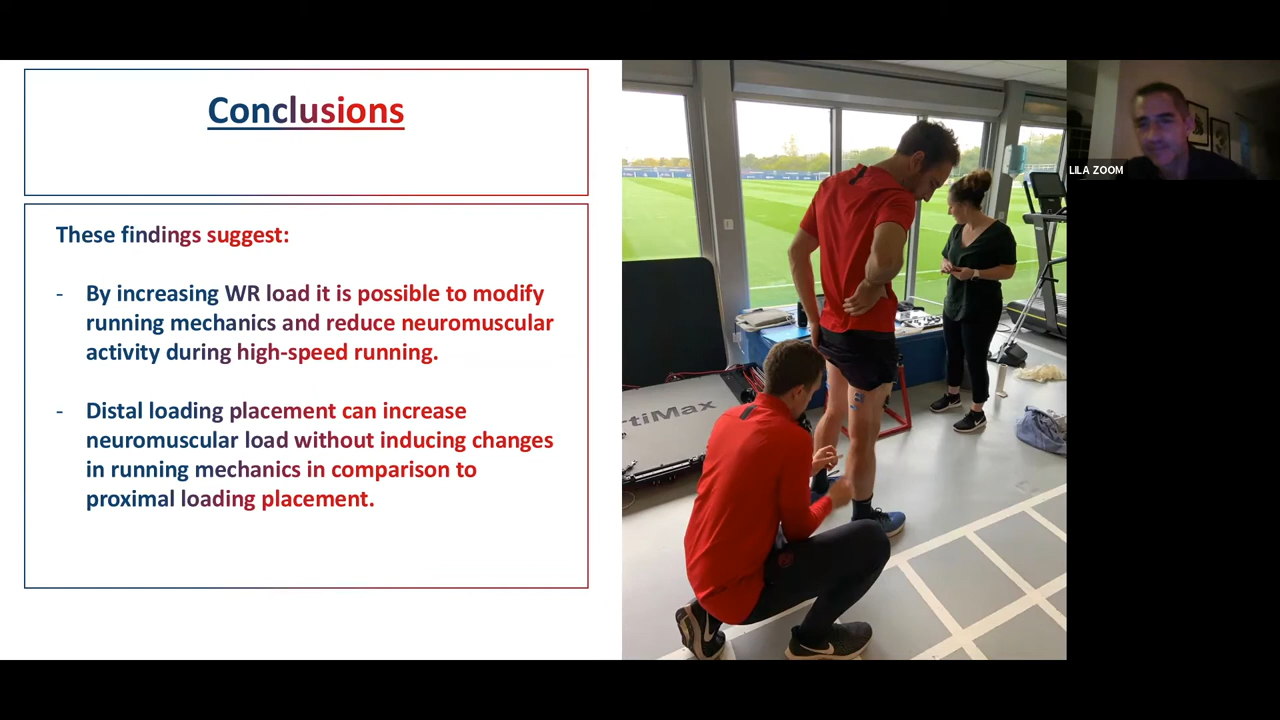 Conclusions
These findings suggest:
- By increasing WR load it is possible to modify
running mechanics and reduce neuromuscular
activity during high-speed running.
- Distal loading placement can increase
neuromuscular load without inducing changes
in running mechanics in comparison to
proximal loading placement.
rtiMax
LILA ZOOM